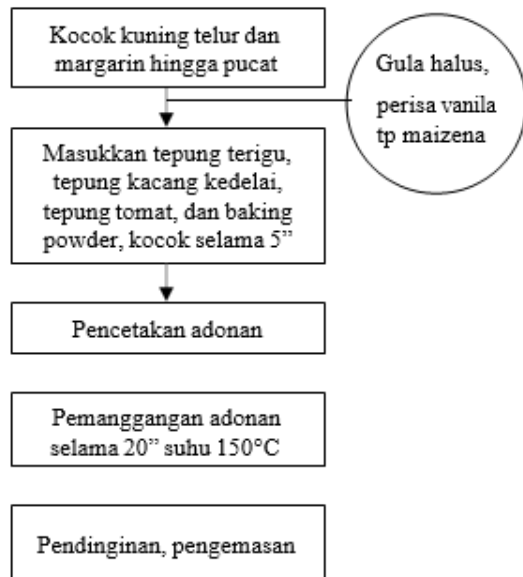 Kocok kuning telur dan
margarin hingga pucat
Gula halus,
perisa vanila
tp maizena
Masukkan tepung terigu,
tepung kacang kedelai,
tepung tomat, dan baking
powder, kocok selama 5”
Pencetakan adonan
Pemanggangan adonan
selama 20” suhu 150°C
Pendinginan, pengemasan